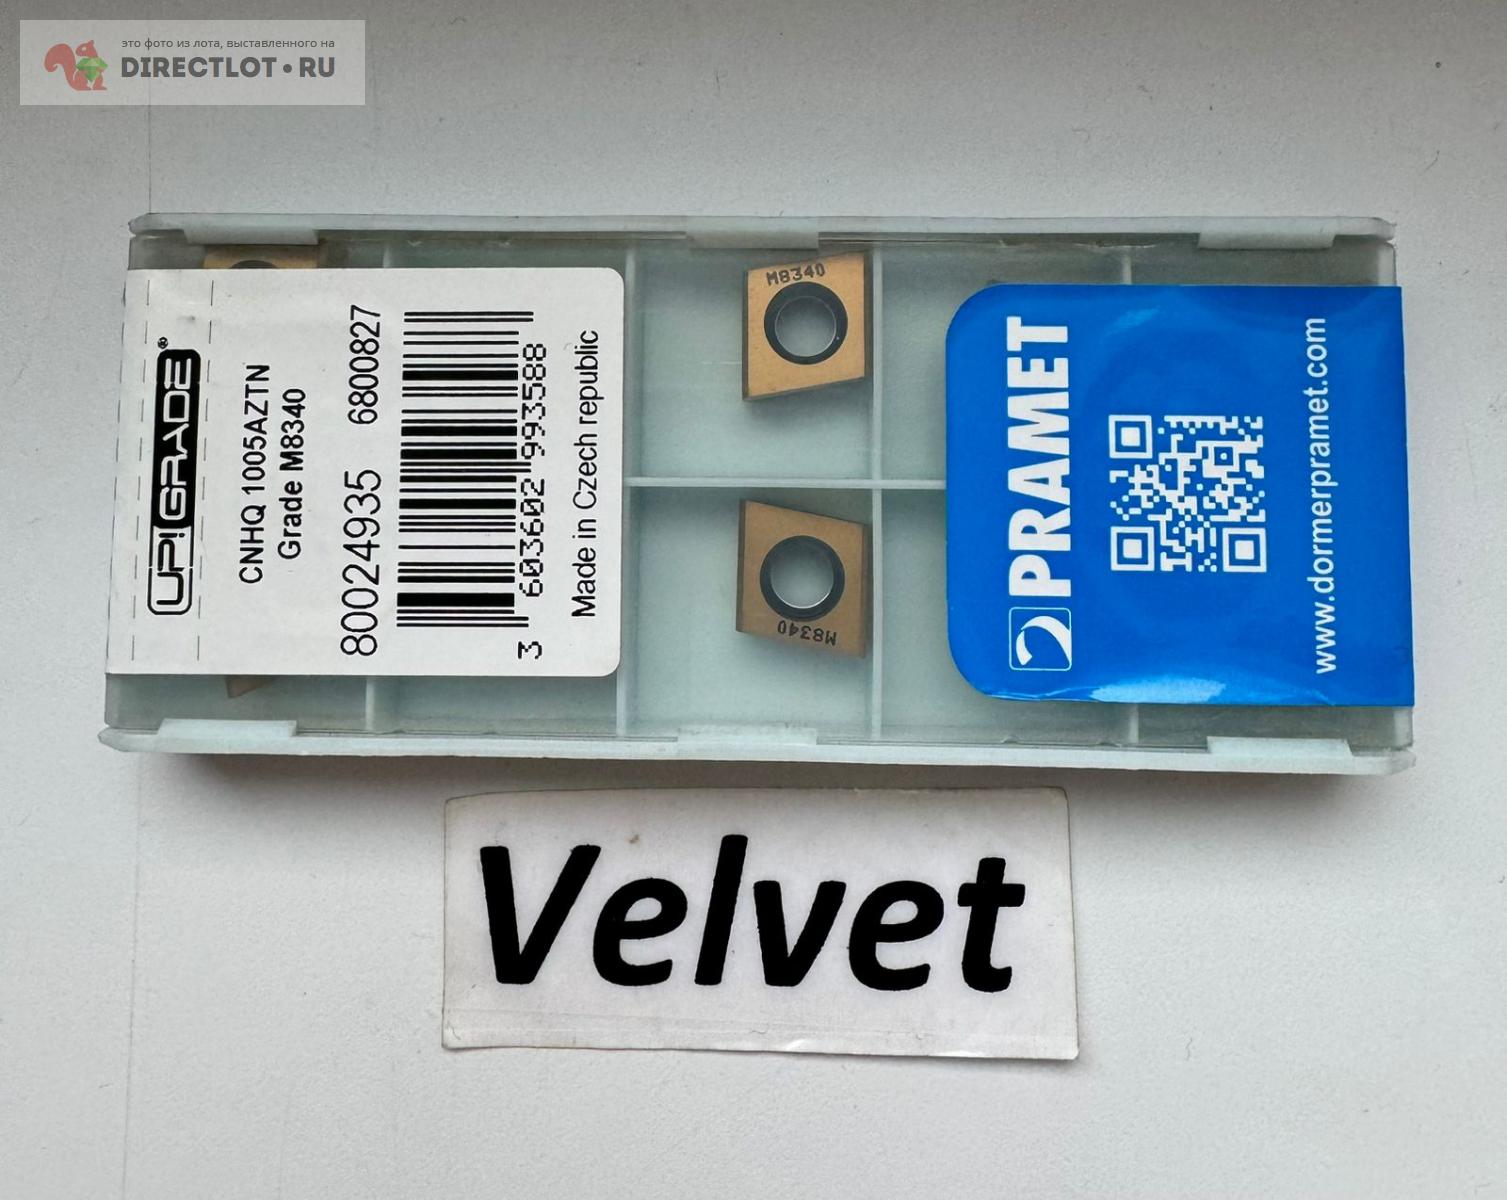 это фото из лота, выставленного на
DIRECTLOT•RU
UP!GRADE®
CNHQ 1005AZTN
Grade M8340
80024935 6800827
3 603602 993588
Made in Czech republic
M8340
M8340
PRAMET
www.dormerpramet.com
Velvet